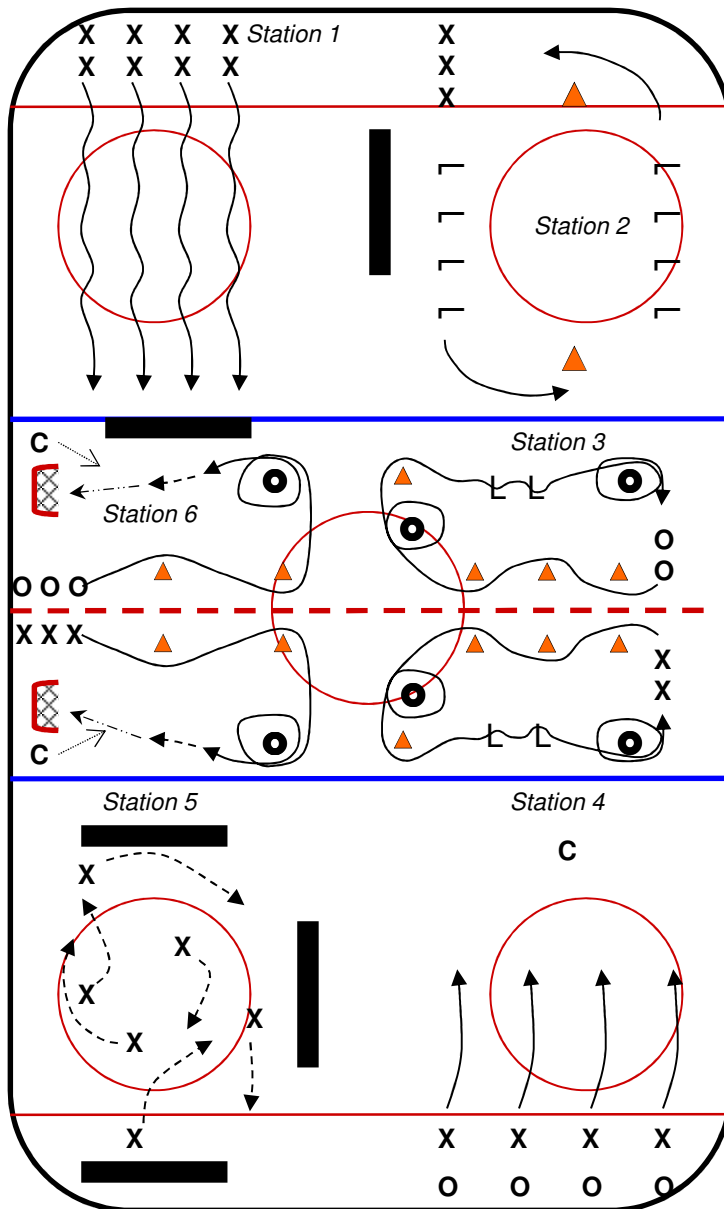 X X X X Station 1 X
X X X X X
X
Station 2
C Station 3
L L
Station 6
O
O O O O
X X X X
X
L L
C
Station 5 Station 4
C
X
X
X
X
X
X X X X X
O O O O